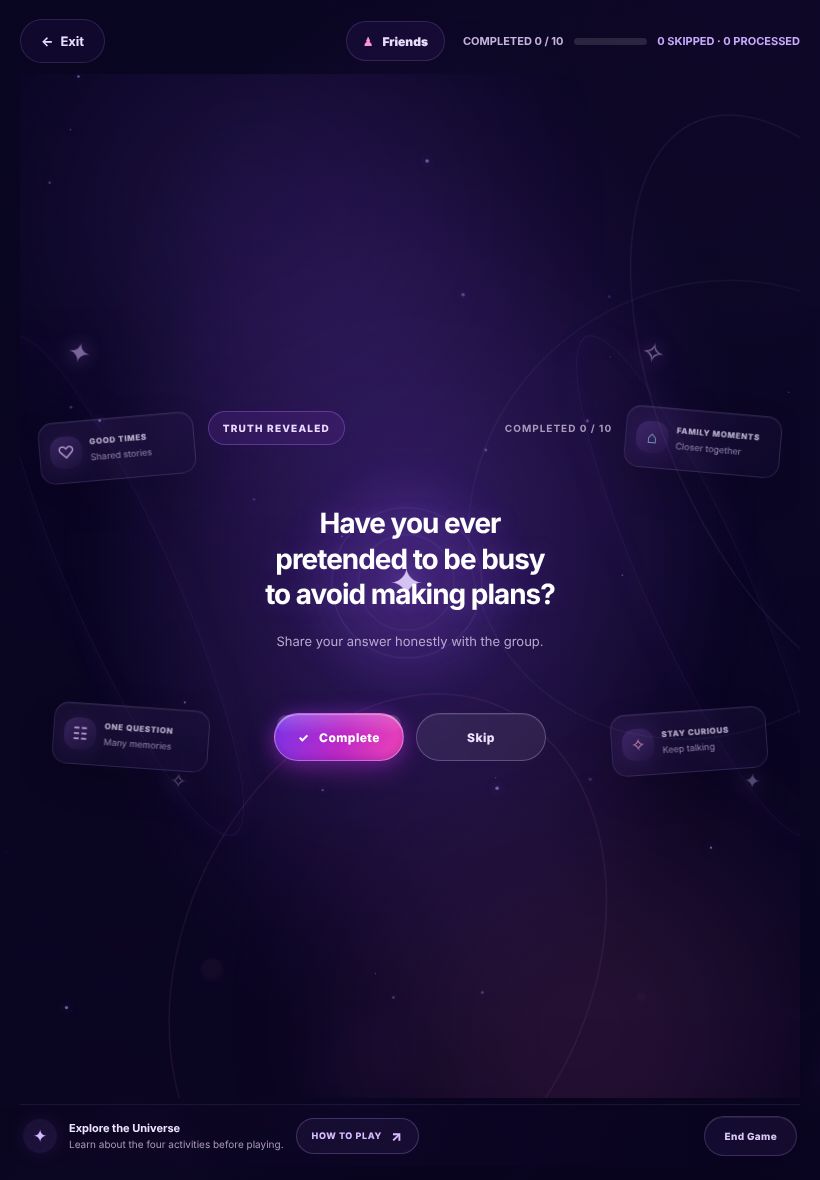 ← Exit
Friends
COMPLETED 0 / 10
0 SKIPPED · 0 PROCESSED
GOOD TIMES
Shared stories
TRUTH REVEALED
COMPLETED 0 / 10
FAMILY MOMENTS
Closer together
Have you ever
pretended to be busy
to avoid making plans?
Share your answer honestly with the group.
ONE QUESTION
Many memories
✓ Complete
Skip
STAY CURIOUS
Keep talking
Explore the Universe
Learn about the four activities before playing.
HOW TO PLAY
End Game